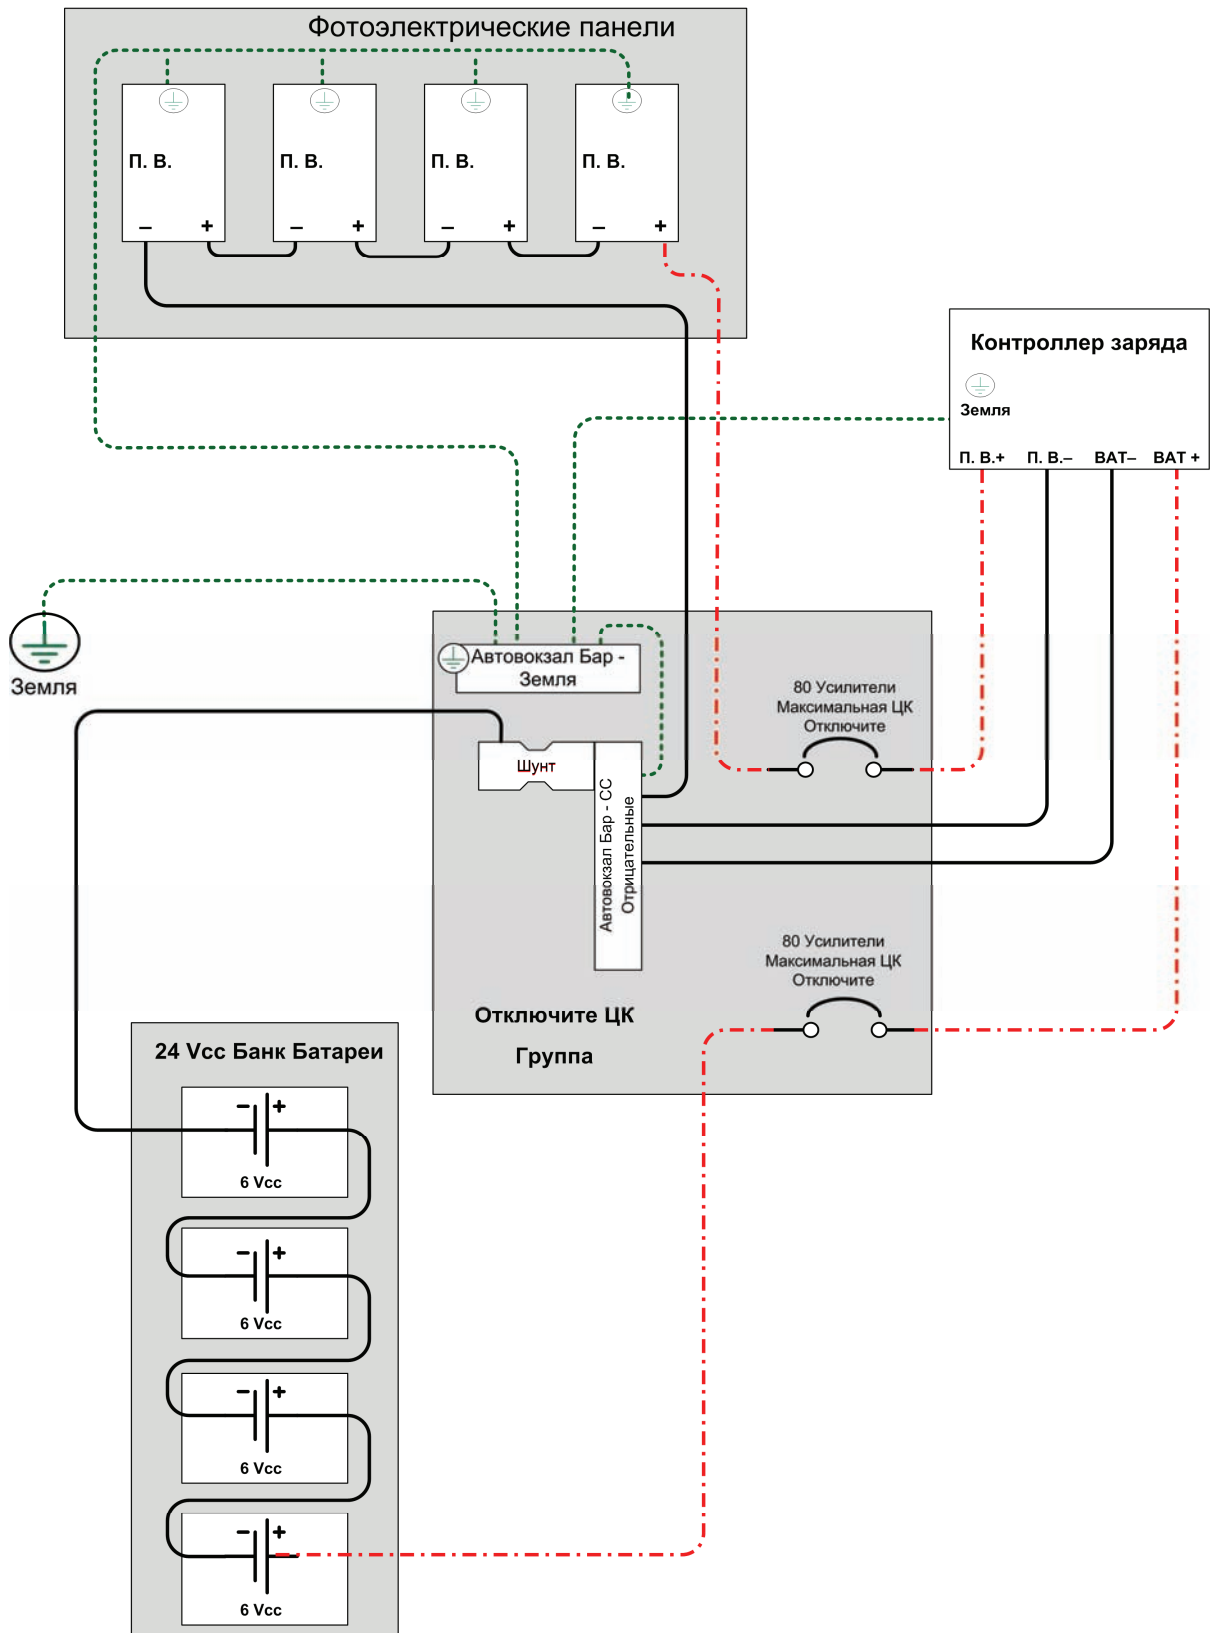 Фотоэлектрические панели
П. В.
П. В.
П. В.
П. В.
– +
– +
– +
– +
Контроллер заряда
Земля
П. В.+ П. В.– ВАТ– ВАТ +
Земля
Автовокзал Бар -
Земля
80 Усилители
Максимальная ЦК
Отключите
Шунт
Автовокзал Бар - СС
Отрицательные
80 Усилители
Максимальная ЦК
Отключите
Отключите ЦК
Группа
24 Vcc Банк Батареи
– +
6 Vcc
– +
6 Vcc
– +
6 Vcc
– +
6 Vcc